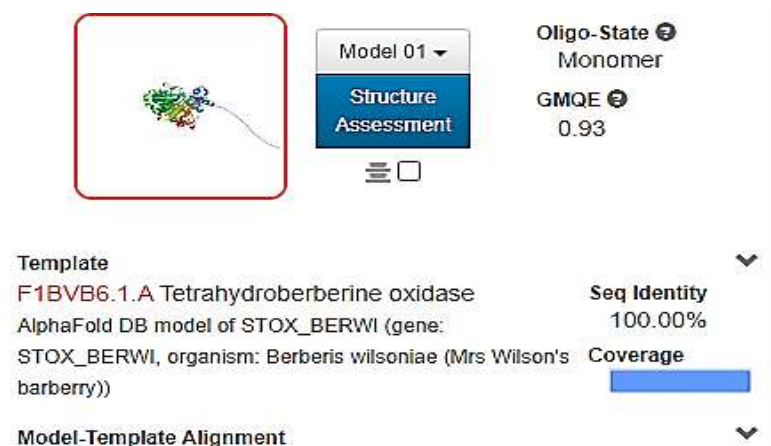 Model 01
Structure
Assessment
Oligo-State
Monomer
GMQE
0.93
Template
F1BVB6.1.A Tetrahydroberberine oxidase
AlphaFold DB model of STOX_BERWI (gene:
STOX_BERWI, organism: Berberis wilsoniae (Mrs Wilson's
barberry))
Seq Identity
100.00%
Coverage
Model-Template Alignment